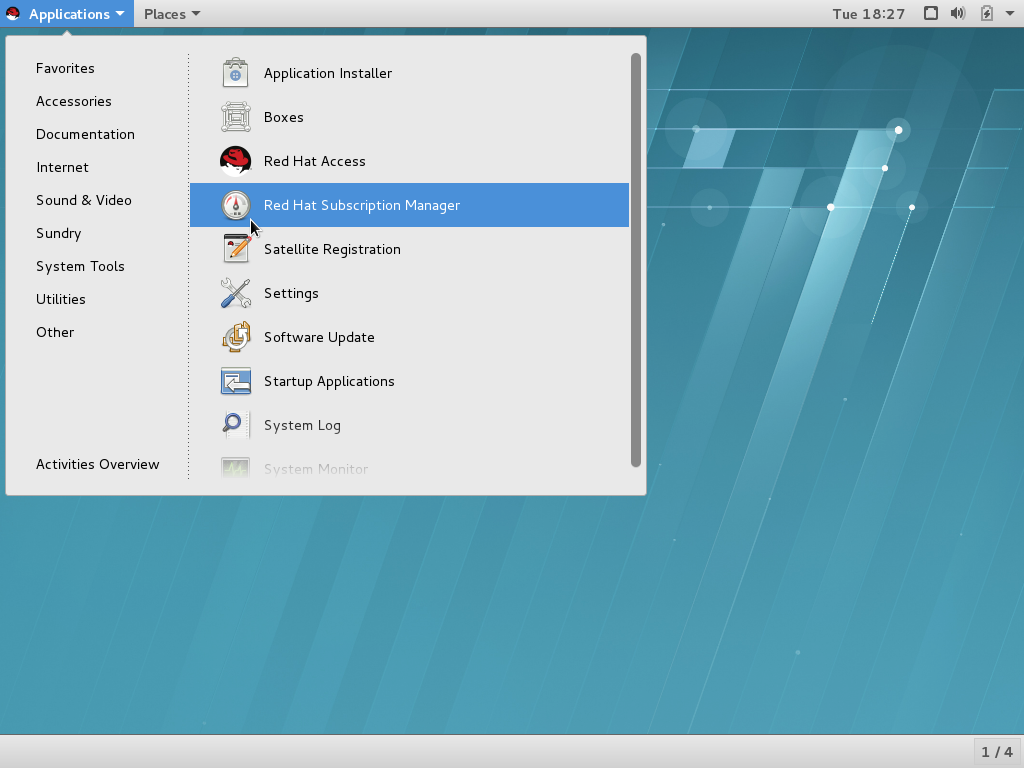 Applications Places Tue 18:27
Favorites
Accessories
Documentation
Internet
Sound & Video
Sundry
System Tools
Utilities
Other
Activities Overview
Application Installer
Boxes
Red Hat Access
Red Hat Subscription Manager
Satellite Registration
Settings
Software Update
Startup Applications
System Log
System Monitor
1 / 4